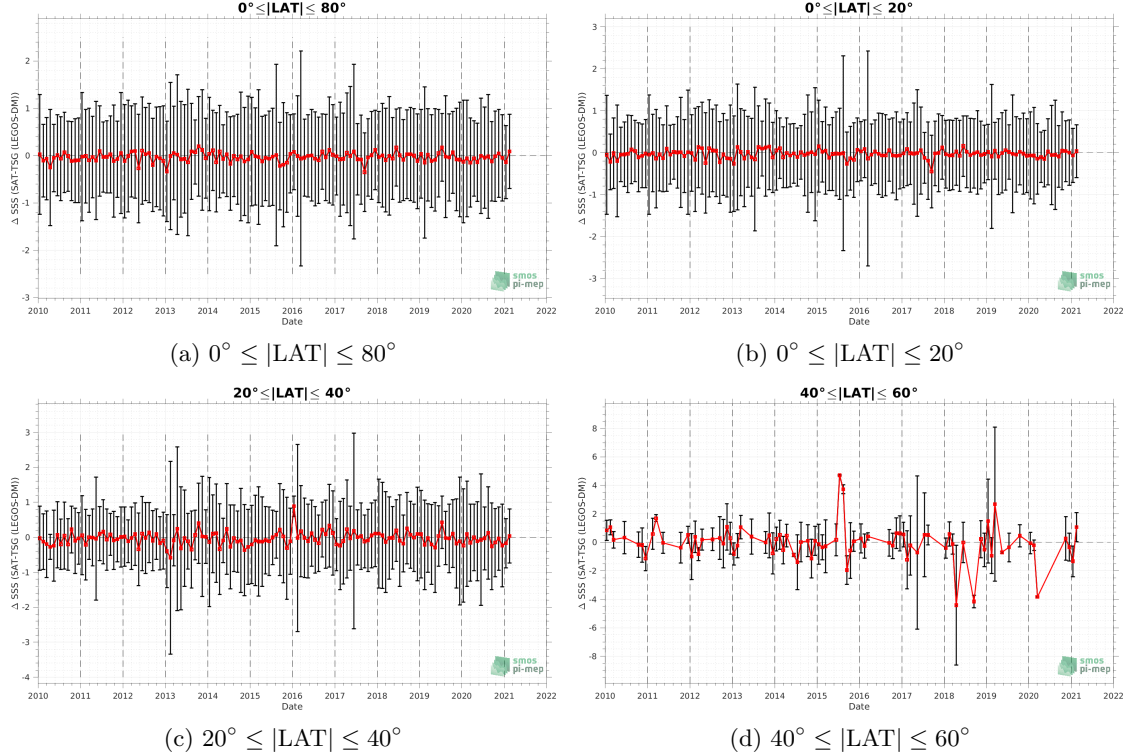 0°≤|LAT|≤ 80°
Δ SSS (SAT-TSG (LEGOS-DM))
2
1
0
-1
-2
-3
2010 2011 2012 2013 2014 2015 2016 2017 2018 2019 2020 2021 2022
Date
smos
pi-mep
(a) 0° ≤ |LAT| ≤ 80°
0°≤|LAT|≤ 20°
Δ SSS (SAT-TSG (LEGOS-DM))
3
2
1
0
-1
-2
-3
2010 2011 2012 2013 2014 2015 2016 2017 2018 2019 2020 2021 2022
Date
smos
pi-mep
(b) 0° ≤ |LAT| ≤ 20°
20°≤|LAT|≤ 40°
Δ SSS (SAT-TSG (LEGOS-DM))
3
2
1
0
-1
-2
-3
-4
2010 2011 2012 2013 2014 2015 2016 2017 2018 2019 2020 2021 2022
Date
smos
pi-mep
(c) 20° ≤ |LAT| ≤ 40°
40°≤|LAT|≤ 60°
Δ SSS (SAT-TSG (LEGOS-DM))
8
6
4
2
0
-2
-4
-6
-8
2010 2011 2012 2013 2014 2015 2016 2017 2018 2019 2020 2021 2022
Date
smos
pi-mep
(d) 40° ≤ |LAT| ≤ 60°